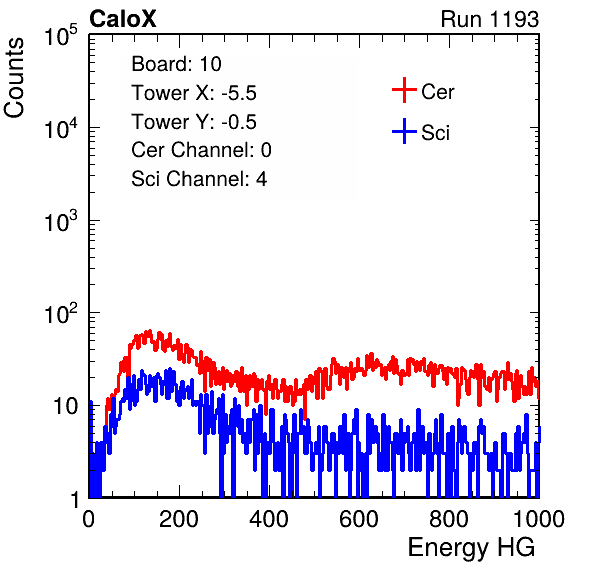 CaloX Run 1193
Counts
10^5
10^4
10^3
10^2
10
1
Board: 10
Tower X: -5.5
Tower Y: -0.5
Cer Channel: 0
Sci Channel: 4
Cer
Sci
0 200 400 600 800 1000
Energy HG